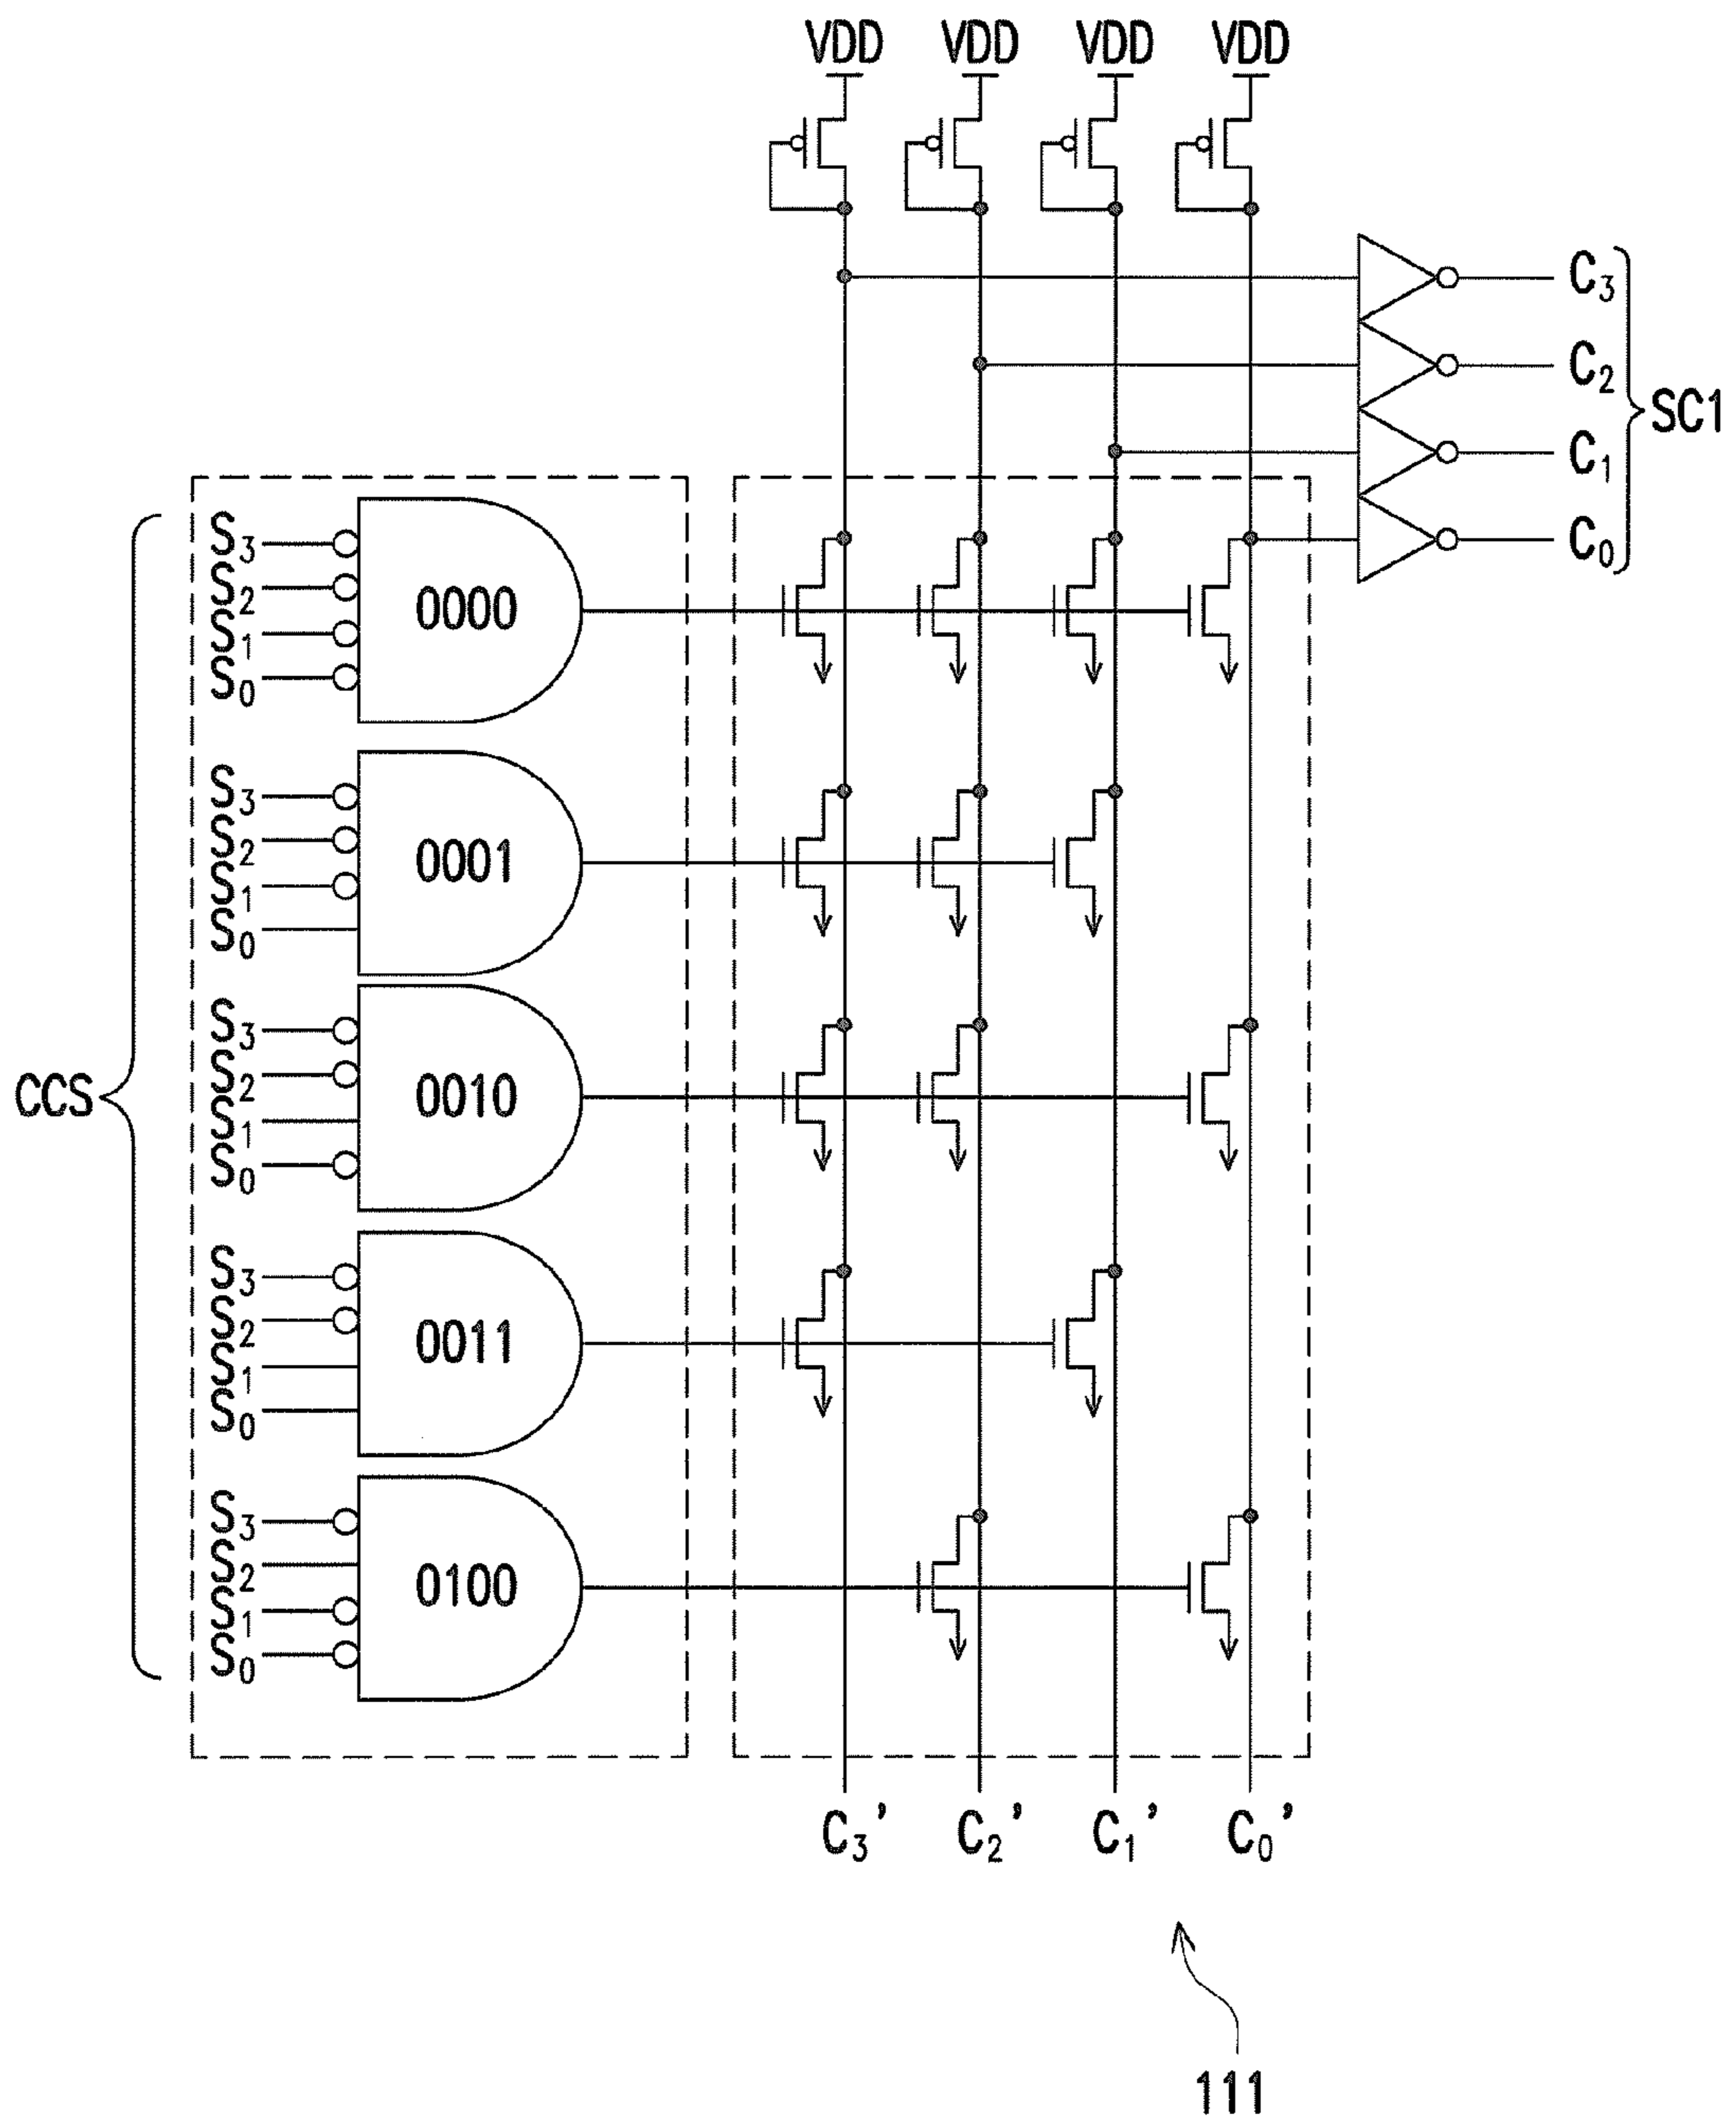 VDD VDD VDD VDD
C3
C2
C1
C0
SC1
CCS
S3
S2
S1
S0
0000
S3
S2
S1
S0
0001
S3
S2
S1
S0
0010
S3
S2
S1
S0
0011
S3
S2
S1
S0
0100
C3' C2' C1' C0'
111